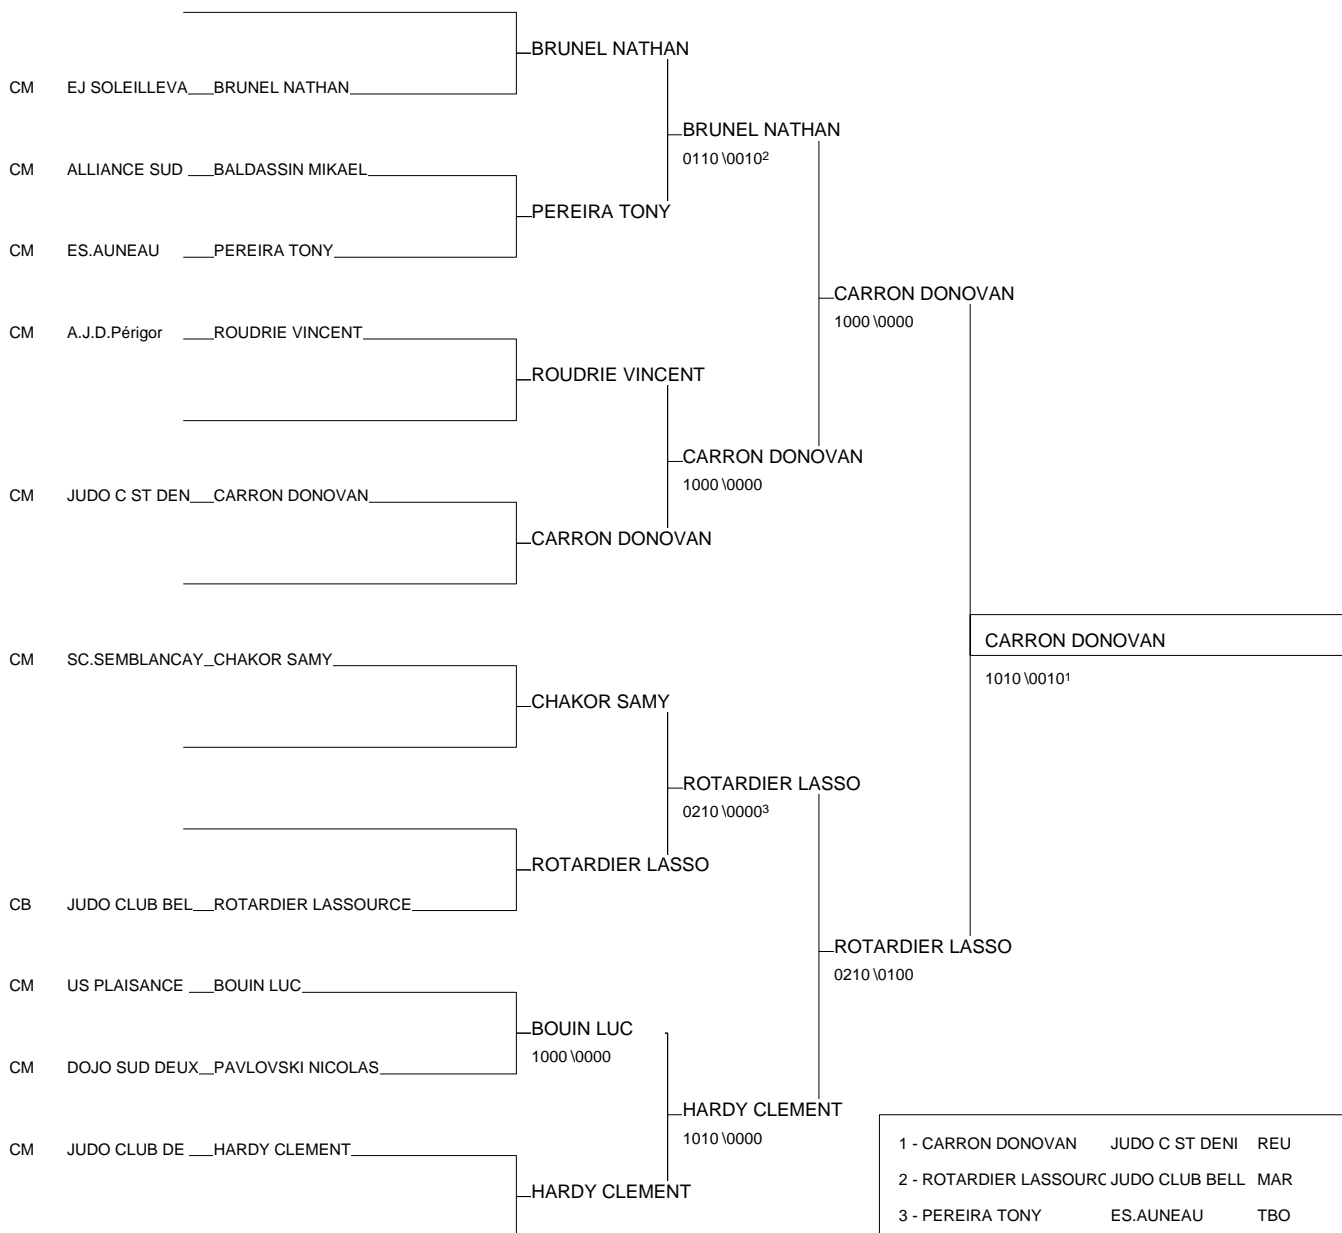 BRUNEL NATHAN
CM EJ SOLEILLEVA BRUNEL NATHAN
BRUNEL NATHAN
0110 \0010²
CM ALLIANCE SUD BALDASSIN MIKAEL
PEREIRA TONY
CM ES.AUNEAU PEREIRA TONY
CARRON DONOVAN
1000 \0000
CM A.J.D.Périgor ROUDRIE VINCENT
ROUDRIE VINCENT
CARRON DONOVAN
1000 \0000
CM JUDO C ST DEN CARRON DONOVAN
CARRON DONOVAN
CARRON DONOVAN
1010 \0010¹
CM SC.SEMBLANCAY CHAKOR SAMY
CHAKOR SAMY
ROTARDIER LASSO
0210 \0000³
ROTARDIER LASSO
CB JUDO CLUB BEL ROTARDIER LASSOURCE
ROTARDIER LASSO
0210 \0100
CM US PLAISANCE BOUIN LUC
BOUIN LUC
1000 \0000
CM DOJO SUD DEUX PAVLOVSKI NICOLAS
HARDY CLEMENT
1010 \0000
CM JUDO CLUB DE HARDY CLEMENT
HARDY CLEMENT
1 - CARRON DONOVAN JUDO C ST DENI REU
2 - ROTARDIER LASSOURC JUDO CLUB BELL MAR
3 - PEREIRA TONY ES.AUNEAU TBO